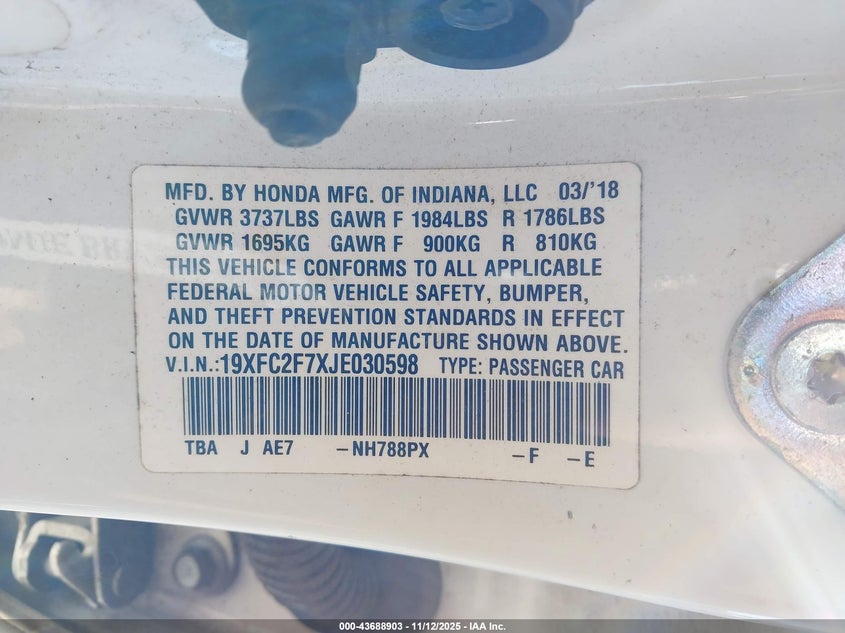 MFD. BY HONDA MFG. OF INDIANA, LLC 03/'18
GVWR 3737LBS GAWR F 1984LBS R 1786LBS
GVWR 1695KG GAWR F 900KG R 810KG
THIS VEHICLE CONFORMS TO ALL APPLICABLE
FEDERAL MOTOR VEHICLE SAFETY, BUMPER,
AND THEFT PREVENTION STANDARDS IN EFFECT
ON THE DATE OF MANUFACTURE SHOWN ABOVE.
V.I.N.:19XFC2F7XJE030598 TYPE: PASSENGER CAR
TBA J AE7 -NH788PX -F -E
000-43688903 - 11/12/2025 - IAA Inc.